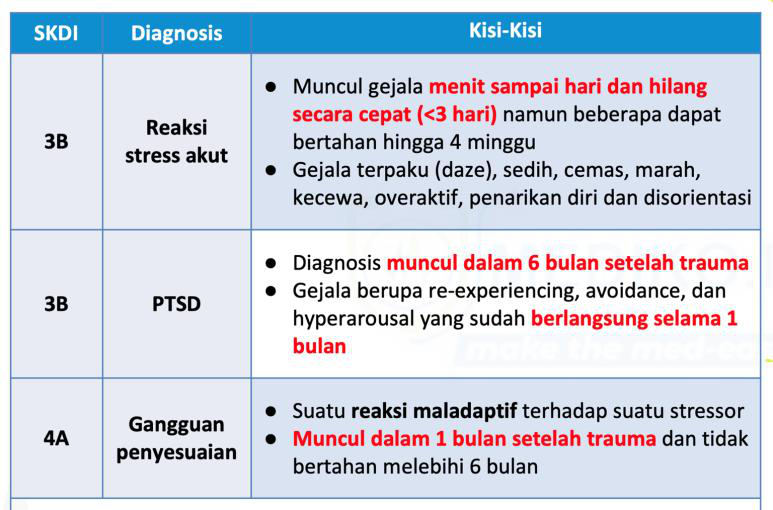 SKDI Diagnosis Kisi-Kisi
3B
Reaksi
stress akut
● Muncul gejala menit sampai hari dan hilang
secara cepat (<3 hari) namun beberapa dapat
bertahan hingga 4 minggu
● Gejala terpaku (daze), sedih, cemas, marah,
kecewa, overaktif, penarikan diri dan disorientasi
3B
PTSD
● Diagnosis muncul dalam 6 bulan setelah trauma
● Gejala berupa re-experiencing, avoidance, dan
hyperarousal yang sudah berlangsung selama 1
bulan
make the med-ea
4A
Gangguan
penyesuaian
● Suatu reaksi maladaptif terhadap suatu stressor
● Muncul dalam 1 bulan setelah trauma dan tidak
bertahan melebihi 6 bulan